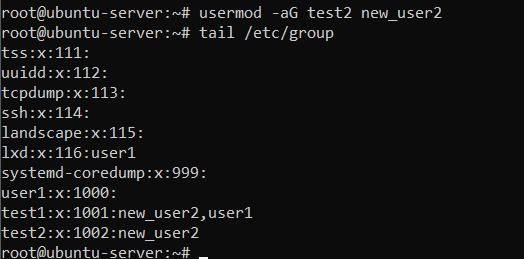 root@ubuntu-server:~# usermod -aG test2 new_user2
root@ubuntu-server:~# tail /etc/group
tss:x:111:
uuidd:x:112:
tcpdump:x:113:
ssh:x:114:
landscape:x:115:
lxd:x:116:user1
systemd-coredump:x:999:
user1:x:1000:
test1:x:1001:new_user2,user1
test2:x:1002:new_user2
root@ubuntu-server:~#